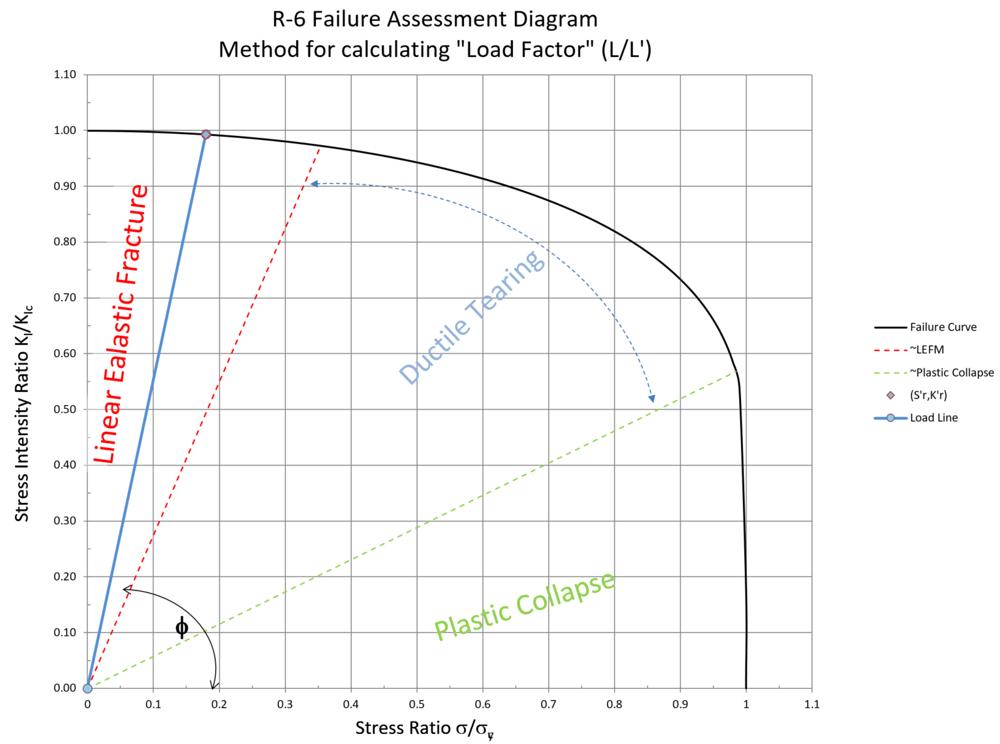 R-6 Failure Assessment Diagram
Method for calculating "Load Factor" (L/L')
1.10
1.00
0.90
0.80
0.70
0.60
0.50
0.40
0.30
0.20
0.10
0.00
Stress Intensity Ratio KI/KIc
Linear Ealastic Fracture
Ductile Tearing
Plastic Collapse
ϕ
0 0.1 0.2 0.3 0.4 0.5 0.6 0.7 0.8 0.9 1 1.1
Stress Ratio σ/σy
Failure Curve
~LEFM
~Plastic Collapse
(S'r,K'r)
Load Line